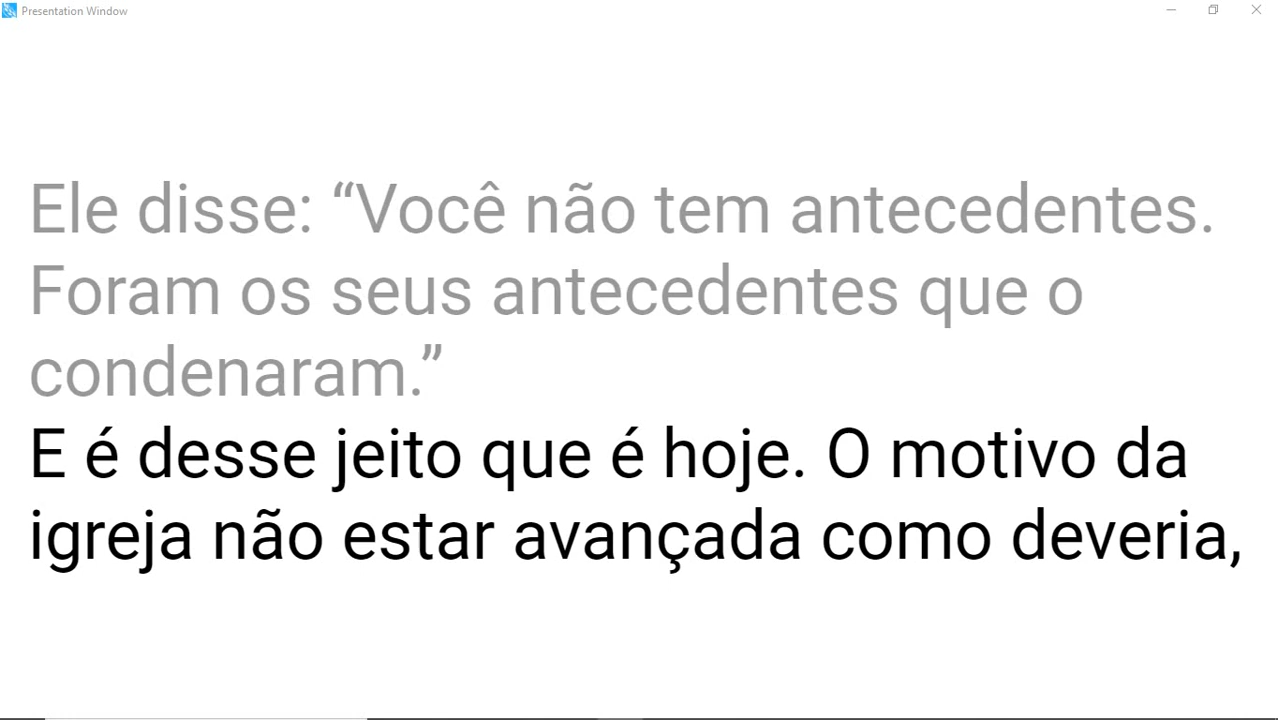 Presentation Window
Ele disse: “Você não tem antecedentes.
Foram os seus antecedentes que o
condenaram.”
E é desse jeito que é hoje. O motivo da
igreja não estar avançada como deveria,